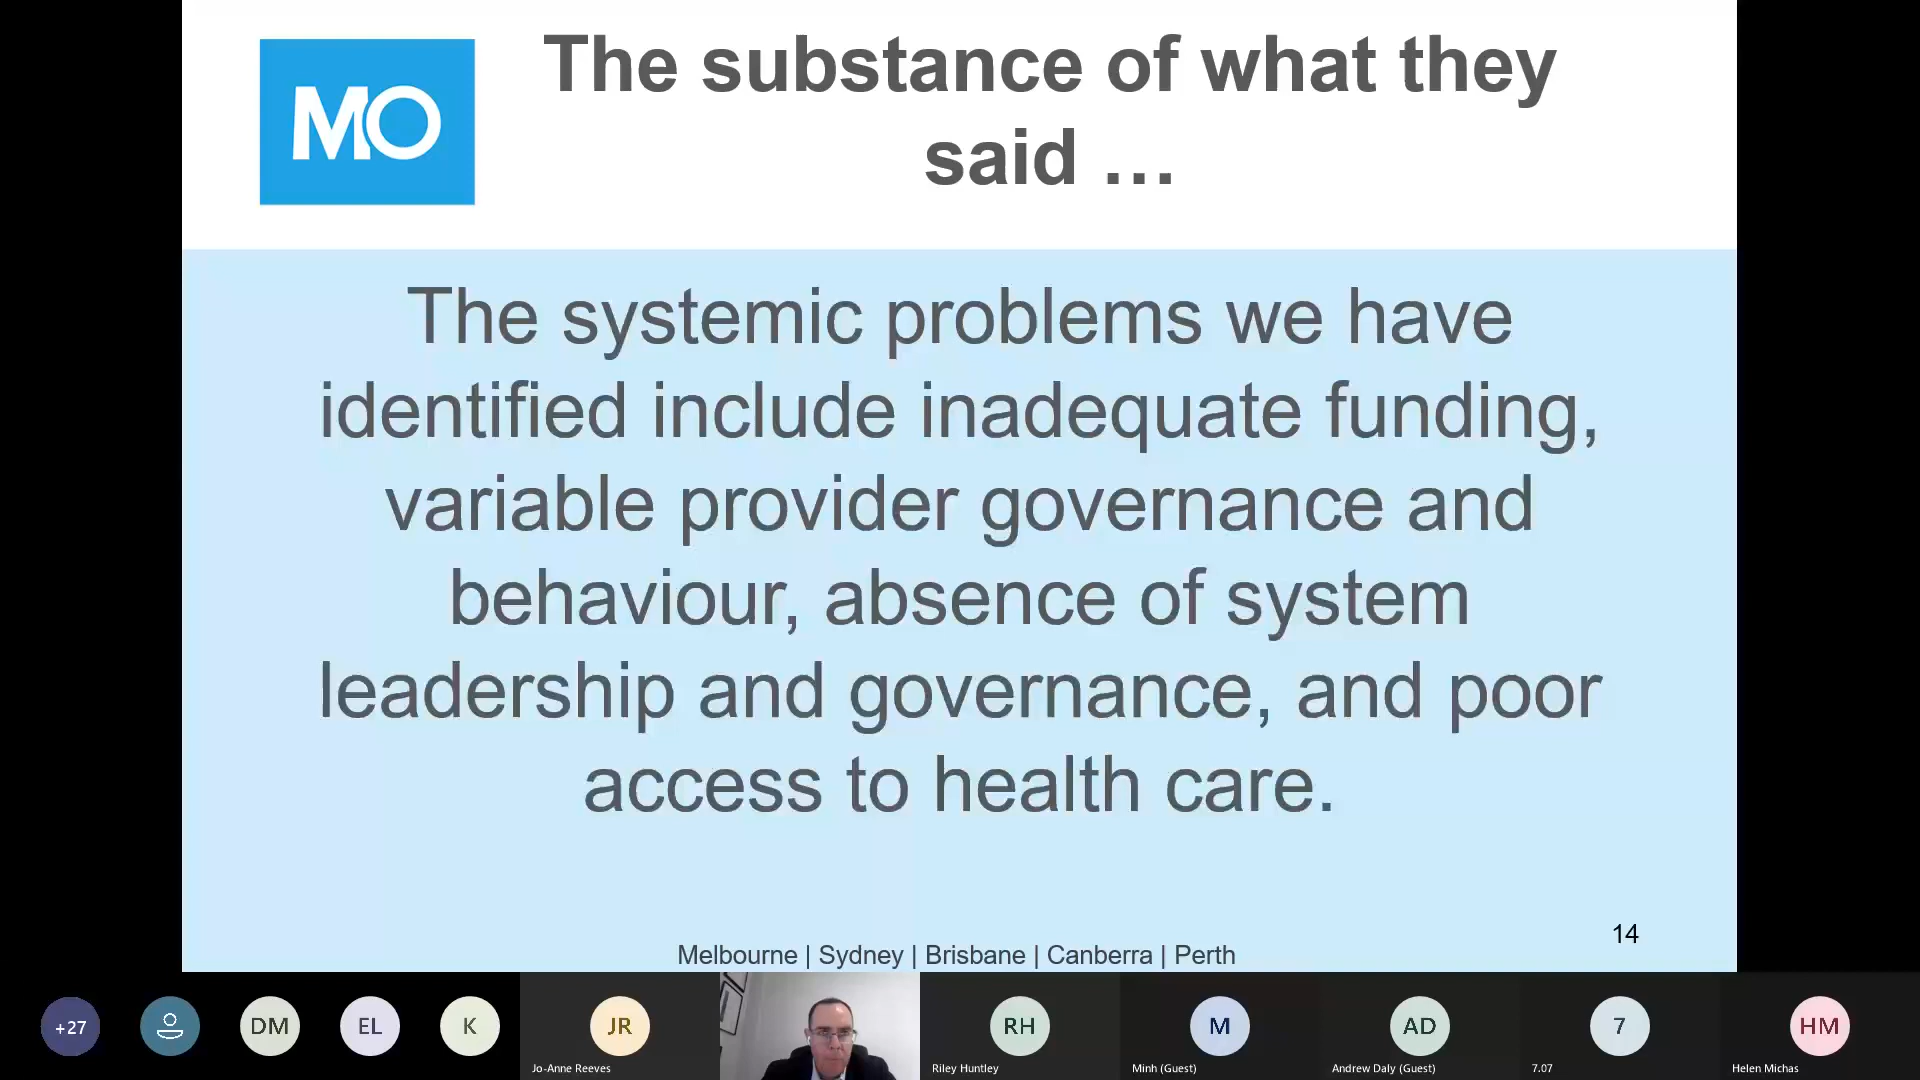 MO
The substance of what they
said ...
The systemic problems we have
identified include inadequate funding,
variable provider governance and
behaviour, absence of system
leadership and governance, and poor
access to health care.
14
Melbourne | Sydney | Brisbane | Canberra | Perth
+27
DM
EL
K
JR
RH
M
AD
7
HM
Jo-Anne Reeves
Riley Huntley
Minh (Guest)
Andrew Daly (Guest)
7.07
Helen Michas